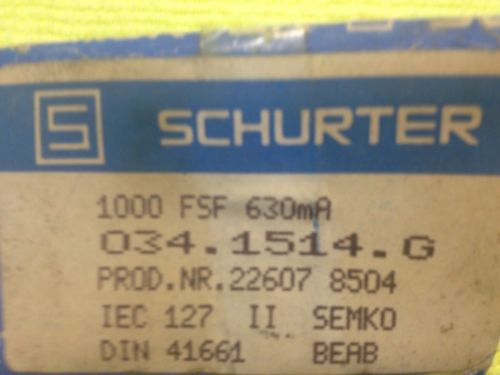 S SCHURTER
1000 FSF 630mA
034.1514.G
PROD.NR.22607 8504
IEC 127 II SEMKO
DIN 41661 BEAB